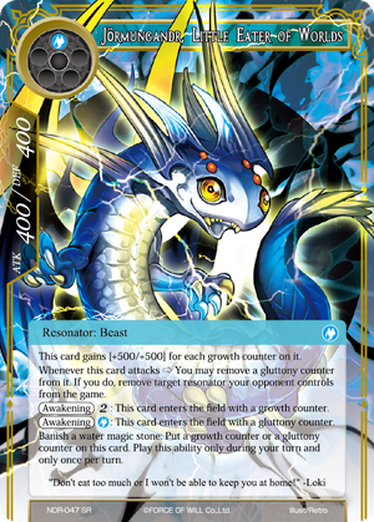 Jörmungandr, Little Eater of Worlds
ATK 400 / DEF 400
Resonator: Beast
This card gains [+500/+500] for each growth counter on it.
Whenever this card attacks ⇨ You may remove a gluttony counter
from it. If you do, remove target resonator your opponent controls
from the game.
Awakening 2 : This card enters the field with a growth counter.
Awakening : This card enters the field with a gluttony counter.
Banish a water magic stone: Put a growth counter or a gluttony
counter on this card. Play this ability only during your turn and
only once per turn.
"Don't eat too much or I won't be able to keep you at home!" -Loki
NDR-047 SR
©FORCE OF WILL Co.,Ltd.
Illust/Retro